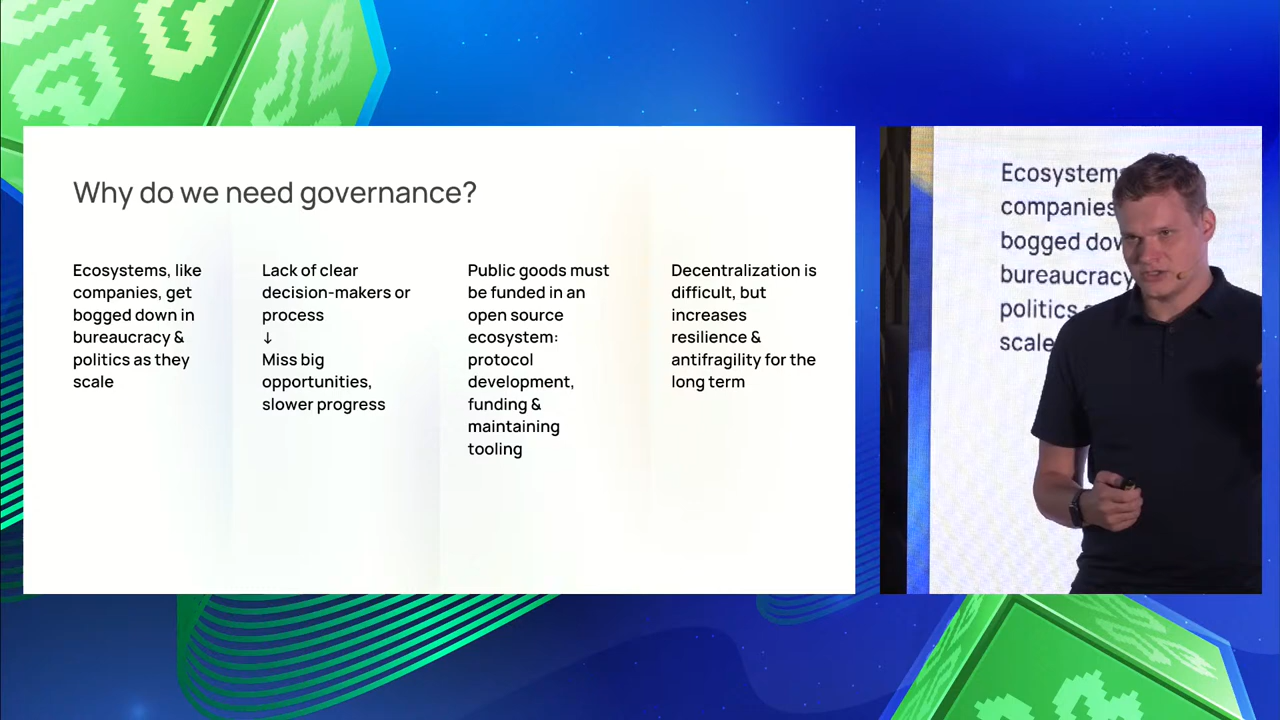 Why do we need governance?
Ecosystems, like
companies, get
bogged down in
bureaucracy &
politics as they
scale
Lack of clear
decision-makers or
process
↓
Miss big
opportunities,
slower progress
Public goods must
be funded in an
open source
ecosystem:
protocol
development,
funding &
maintaining
tooling
Decentralization is
difficult, but
increases
resilience &
antifragility for the
long term
Ecosystem
companies
bogged dow
bureaucracy
politics
scale